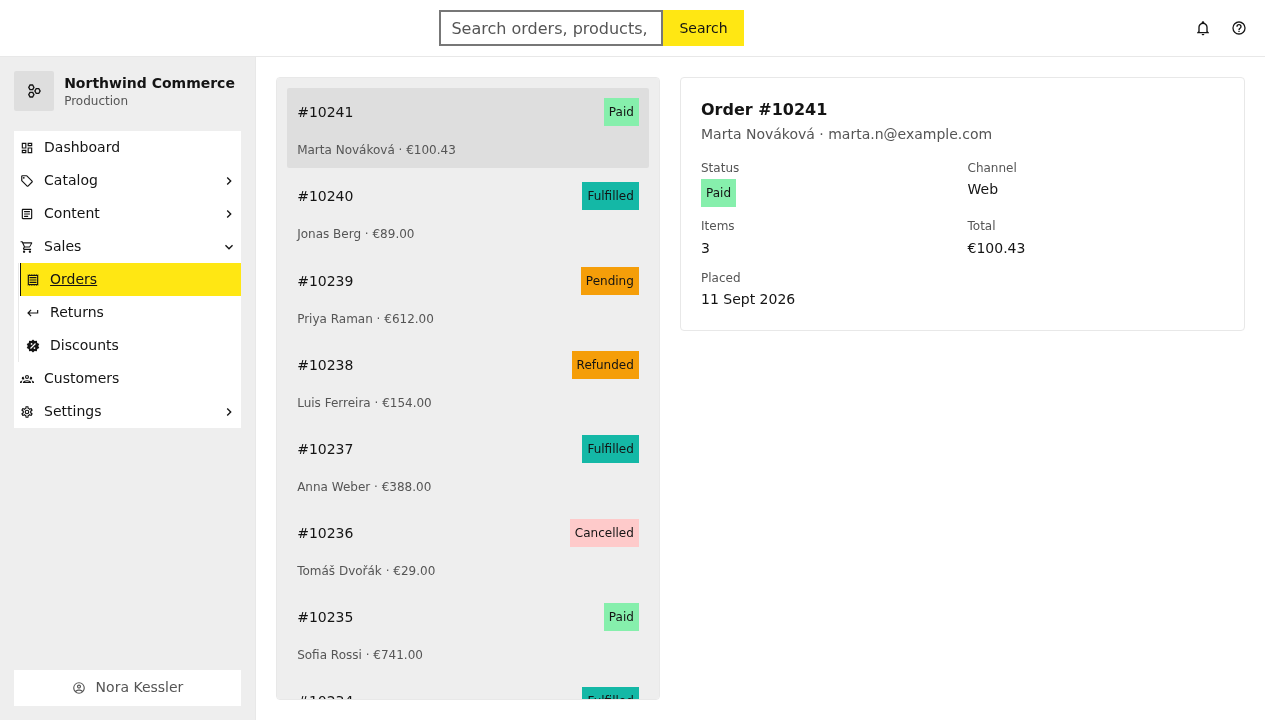 Search orders, products,
Search
Northwind Commerce
Production
Dashboard
Catalog
Content
Sales
Orders
Returns
Discounts
Customers
Settings
Nora Kessler
#10241
Paid
Marta Nováková · €100.43
#10240
Fulfilled
Jonas Berg · €89.00
#10239
Pending
Priya Raman · €612.00
#10238
Refunded
Luis Ferreira · €154.00
#10237
Fulfilled
Anna Weber · €388.00
#10236
Cancelled
Tomáš Dvořák · €29.00
#10235
Paid
Sofia Rossi · €741.00
#10234
Fulfilled
Order #10241
Marta Nováková · marta.n@example.com
Status
Paid
Channel
Web
Items
3
Total
€100.43
Placed
11 Sept 2026